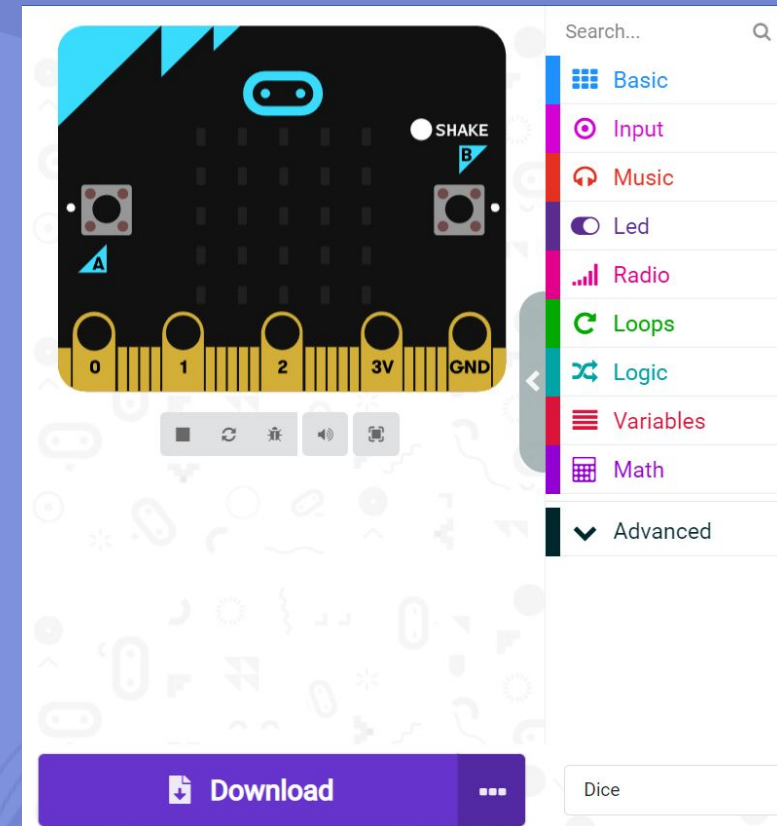 SHAKE
B
A
0 1 2 3V GND
Download
Search...
Basic
Input
Music
Led
Radio
Loops
Logic
Variables
Math
Advanced
Dice